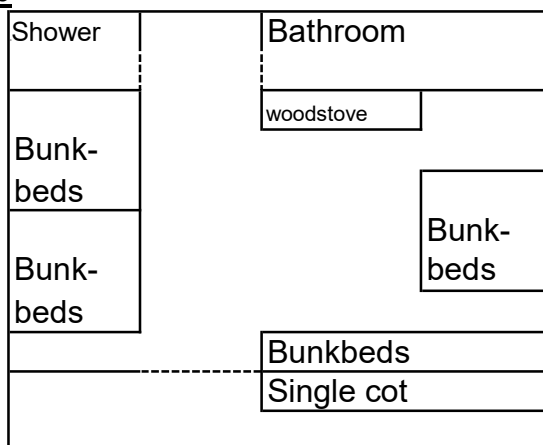 Shower
Bathroom
woodstove
Bunk-
beds
Bunk-
beds
Bunk-
beds
Bunkbeds
Single cot